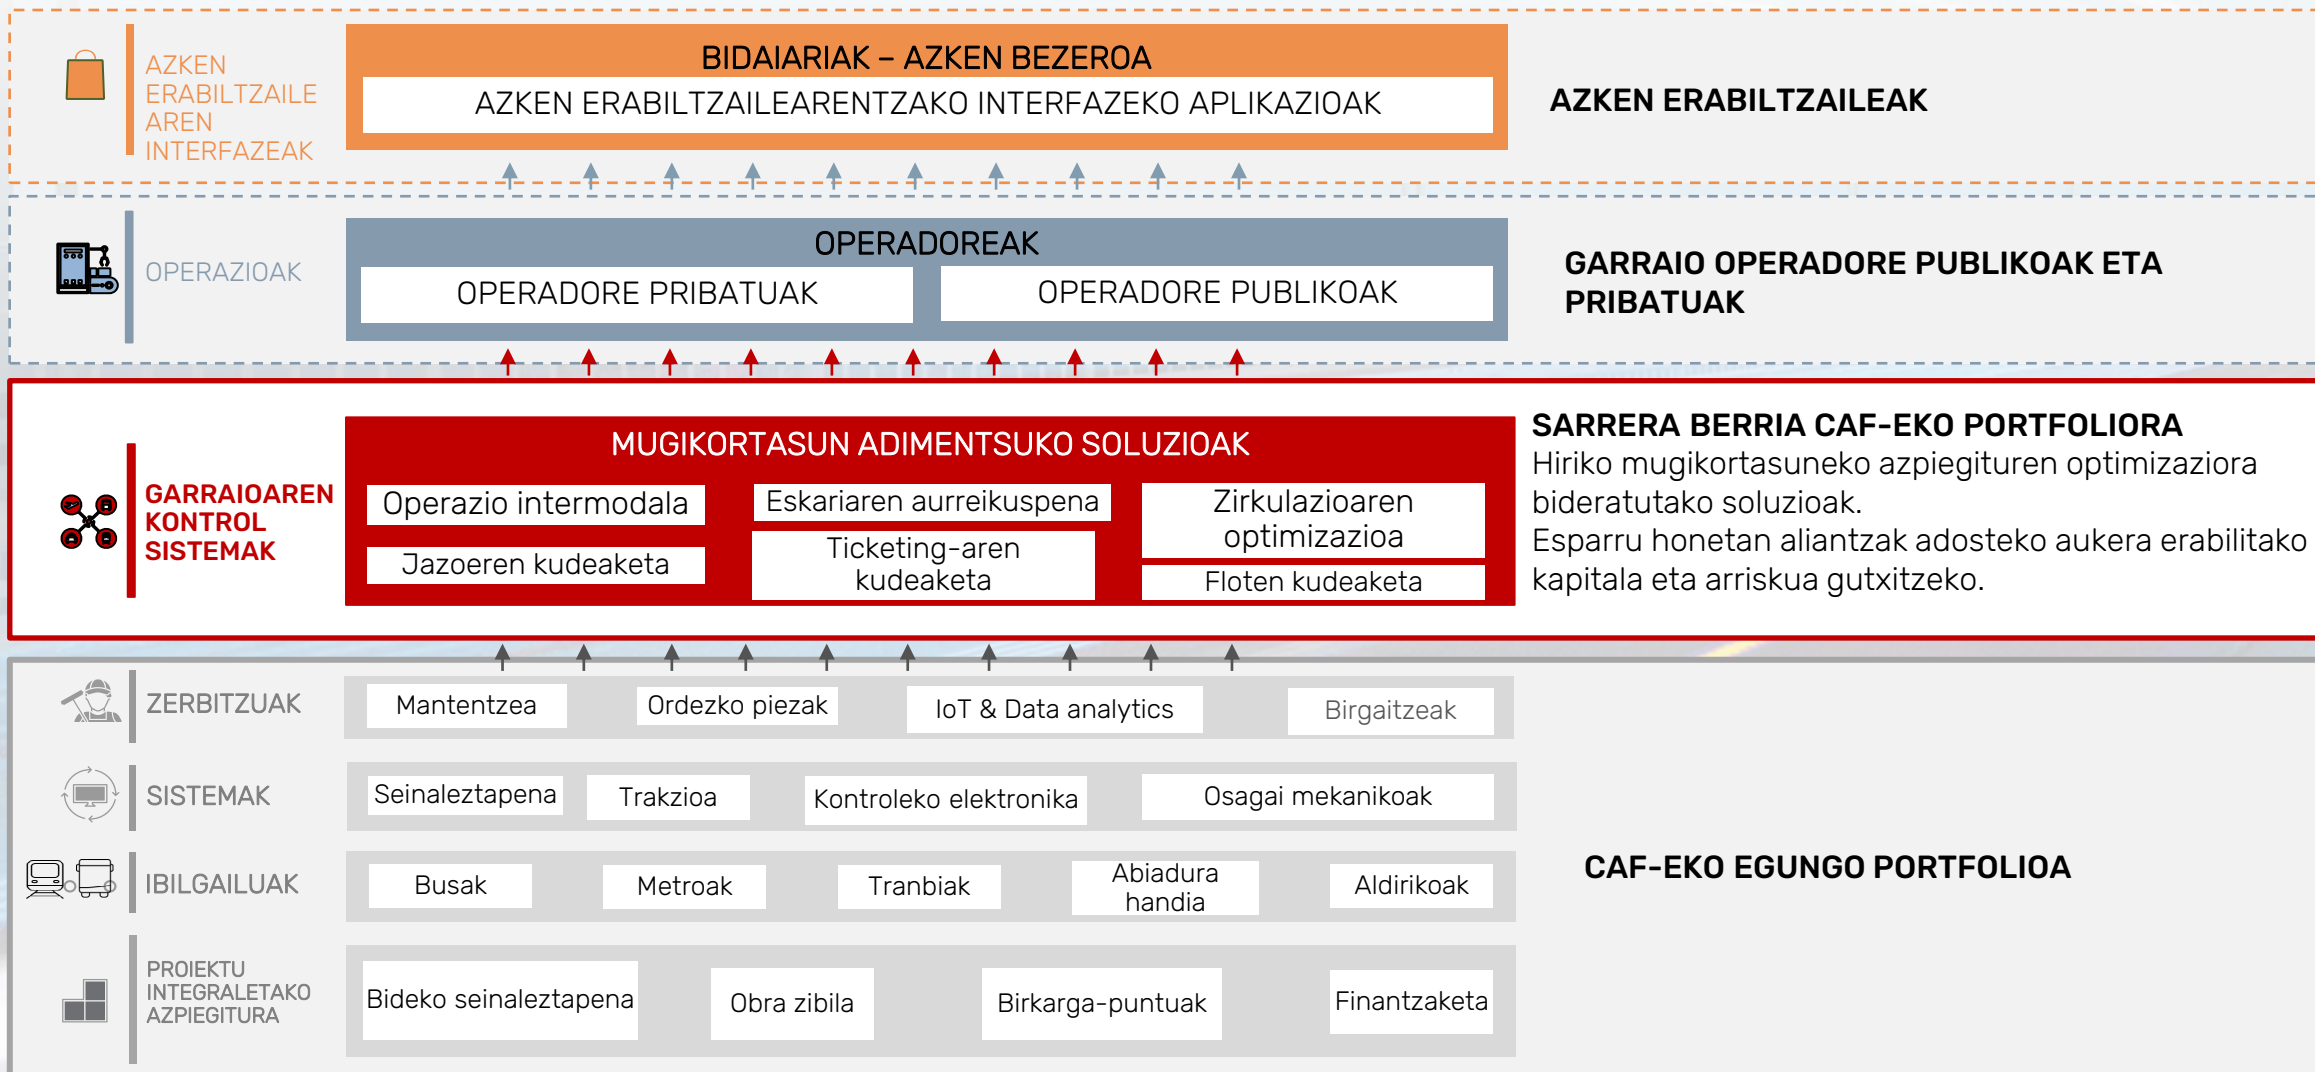 AZKEN
ERABILTZAILE
AREN
INTERFAZEAK
BIDAIARIAK – AZKEN BEZEROA
AZKEN ERABILTZAILEARENTZAKO INTERFAZEKO APLIKAZIOAK
AZKEN ERABILTZAILEAK
OPERAZIOAK
OPERADOREAK
OPERADORE PRIBATUAK
OPERADORE PUBLIKOAK
GARRAIO OPERADORE PUBLIKOAK ETA
PRIBATUAK
GARRAIOAREN
KONTROL
SISTEMAK
MUGIKORTASUN ADIMENTSUKO SOLUZIOAK
Operazio intermodala
Jazoeren kudeaketa
Eskariaren aurreikuspena
Ticketing-aren
kudeaketa
Zirkulazioaren
optimizazioa
Floten kudeaketa
SARRERA BERRIA CAF-EKO PORTFOLIORA
Hiriko mugikortasuneko azpiegituren optimizaziora
bideratutako soluzioak.
Esparru honetan aliantzak adosteko aukera erabilitako
kapitala eta arriskua gutxitzeko.
ZERBITZUAK
Mantentzea
Ordezko piezak
IoT & Data analytics
Birgaitzeak
SISTEMAK
Seinaleztapena
Trakzioa
Kontroleko elektronika
Osagai mekanikoak
IBILGAILUAK
Busak
Metroak
Tranbiak
Abiadura
handia
Aldirikoak
CAF-EKO EGUNGO PORTFOLIOA
PROIEKTU
INTEGRALETAKO
AZPIEGITURA
Bideko seinaleztapena
Obra zibila
Birkarga-puntuak
Finantzaketa